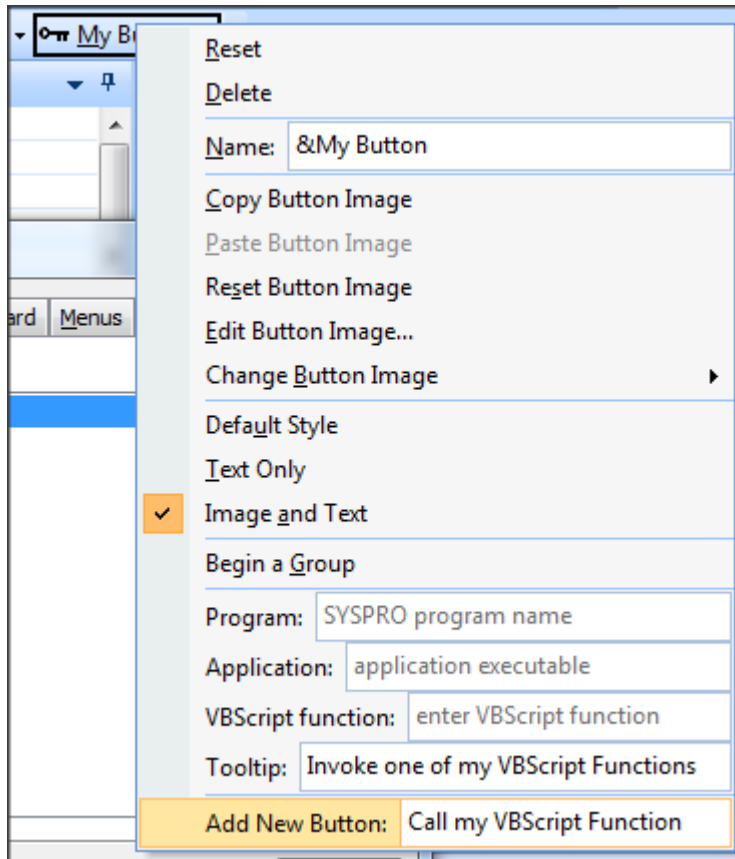 My B
Reset
Delete
Name: &My Button
Copy Button Image
Paste Button Image
Reset Button Image
Edit Button Image...
Change Button Image
ard Menus
Default Style
Text Only
Image and Text
Begin a Group
Program: SYSPRO program name
Application: application executable
VBScript function: enter VBScript function
Tooltip: Invoke one of my VBScript Functions
Add New Button: Call my VBScript Function